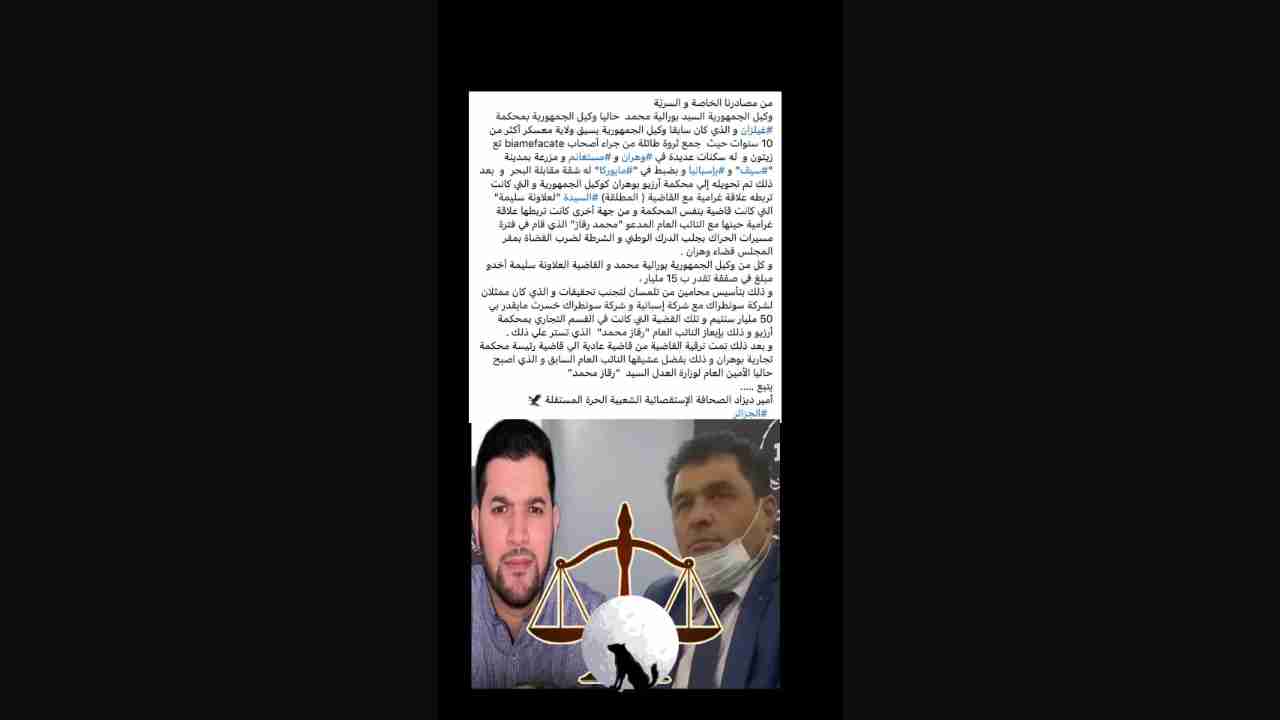 من مصادرنا الخاصة و السريّة
وكيل الجمهورية السيد بورالية محمد حاليا وكيل الجمهورية بمحكمة
#غيلزان و الذي كان سابقا وكيل الجمهورية بسيق ولاية معسكر أكثر من
10 سنوات حيث جمع ثروة طائلة من جراء أصحاب biamefacate تع
زيتون و له سكنات عديدة في #وهران و #مستغانم و مزرعة بمدينة
"#سيف" و #بإسبانيا و بضبط في "#مايوركا" له شقة مقابلة البحر و بعد
ذلك تم تحويله إلي محكمة أرزيو بوهران كوكيل الجمهورية و التي كانت
تربطه علاقة غرامية مع القاضية ( المطلقة) #السيدة "لعلاونة سليمة"
التي كانت قاضية بنفس المحكمة و من جهة أخرى كانت تربطها علاقة
غرامية حينها مع النائب العام المدعو "محمد رقاز" الذي قام في فترة
مسيرات الحراك بجلب الدرك الوطني و الشرطة لضرب القضاة بمقر
المجلس قضاء وهران .
و كل من وكيل الجمهورية بورالية محمد و القاضية العلاونة سليمة أخدو
مبلغ في صفقة تقدر ب 15 مليار ،
و ذلك بتأسيس محامين من تلمسان لتجنب تحقيقات و الذي كان ممثلان
لشركة سونطراك مع شركة إسبانية و شركة سونطراك خسرت مايقدر بي
50 مليار سنتيم و تلك القضية التي كانت في القسم التجاري بمحكمة
أرزيو و ذلك بإيعاز النائب العام "رقاز محمد" الذي تستر علي ذلك .
و بعد ذلك تمت ترقية القاضية من قاضية عادية الي قاضية رئيسة محكمة
تجارية بوهران و ذلك بفضل عشيقها النائب العام السابق و الذي اصبح
حاليا الأمين العام لوزارة العدل السيد "رقاز محمد"
يتبع .....
أمير ديزاد الصحافة الإستقصائية الشعبية الحرة المستقلة
#الجزائر